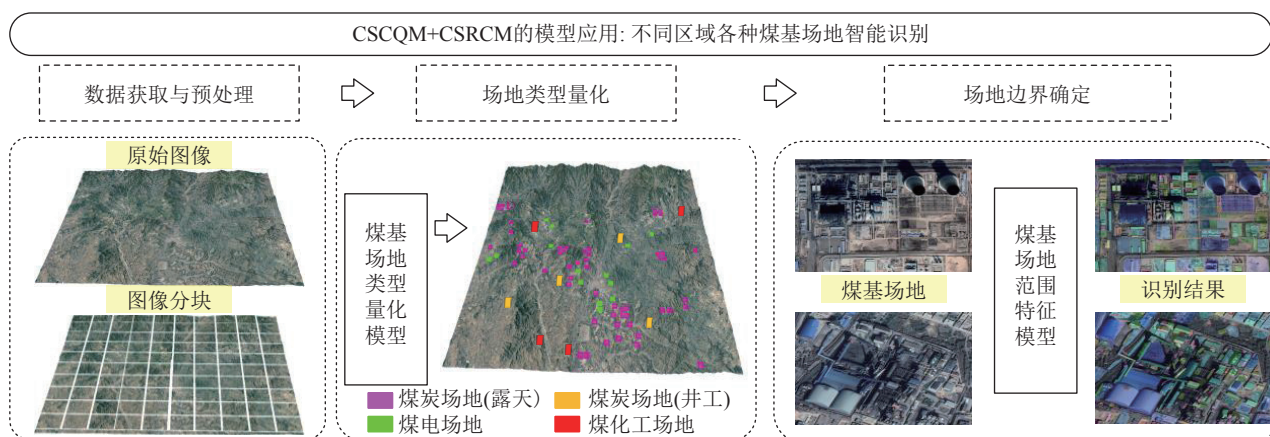 CSCQM+CSRCM的模型应用: 不同区域各种煤基场地智能识别
数据获取与预处理
场地类型量化
场地边界确定
原始图像
图像分块
煤基
场地
类型
量化
模型
煤炭场地(露天)
煤炭场地(井工)
煤电场地
煤化工场地
煤基场地
煤基
场地
范围
特征
模型
识别结果